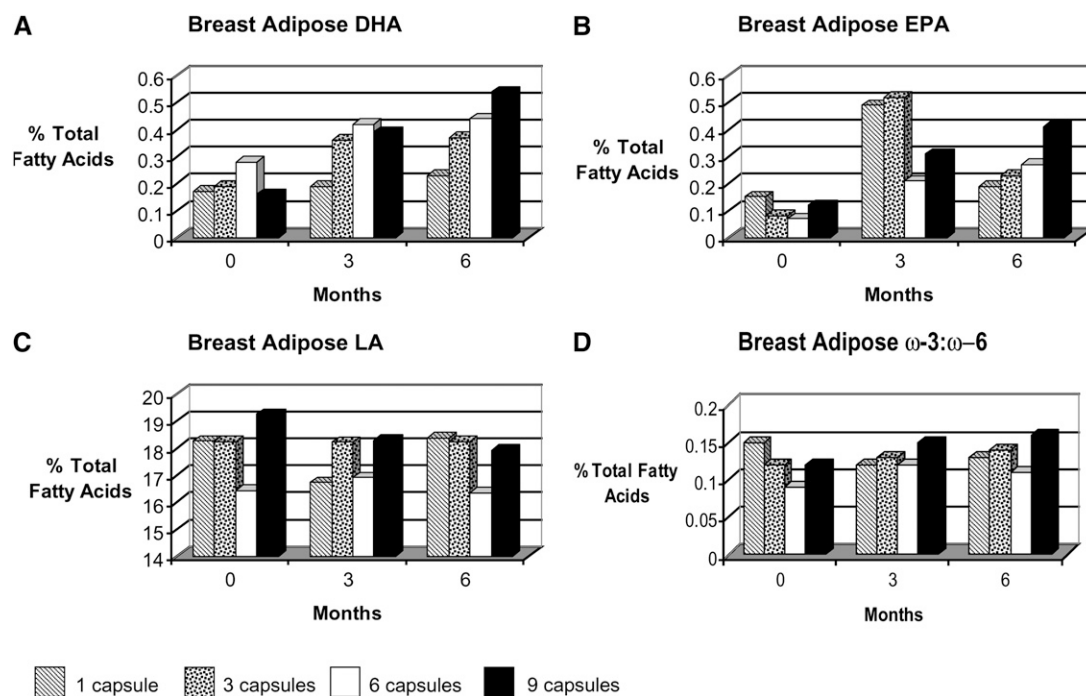 A
Breast Adipose DHA
% Total
Fatty Acids
0.6
0.5
0.4
0.3
0.2
0.1
0
0 3 6
Months
B
Breast Adipose EPA
% Total
Fatty Acids
0.6
0.5
0.4
0.3
0.2
0.1
0
0 3 6
Months
C
Breast Adipose LA
% Total
Fatty Acids
20
19
18
17
16
15
14
0 3 6
Months
D
Breast Adipose ω-3:ω–6
% Total Fatty
Acids
0.2
0.15
0.1
0.05
0
0 3 6
Months
1 capsule 3 capsules 6 capsules 9 capsules